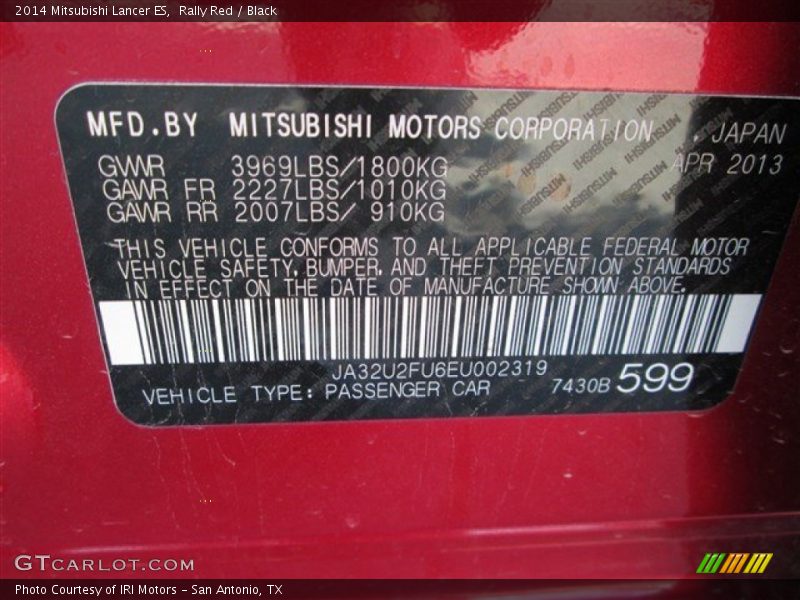 2014 Mitsubishi Lancer ES,  Rally Red / Black
MFD.BY MITSUBISHI MOTORS CORPORATION , JAPAN
GVWR 3969LBS/1800KG APR 2013
GAWR FR 2227LBS/1010KG
GAWR RR 2007LBS/ 910KG
THIS VEHICLE CONFORMS TO ALL APPLICABLE FEDERAL MOTOR
VEHICLE SAFETY, BUMPER, AND THEFT PREVENTION STANDARDS
IN EFFECT ON THE DATE OF MANUFACTURE SHOWN ABOVE.
JA32U2FU6EU002319
VEHICLE TYPE: PASSENGER CAR 7430B 599
GTCARLOT.COM
Photo Courtesy of IRI Motors – San Antonio, TX